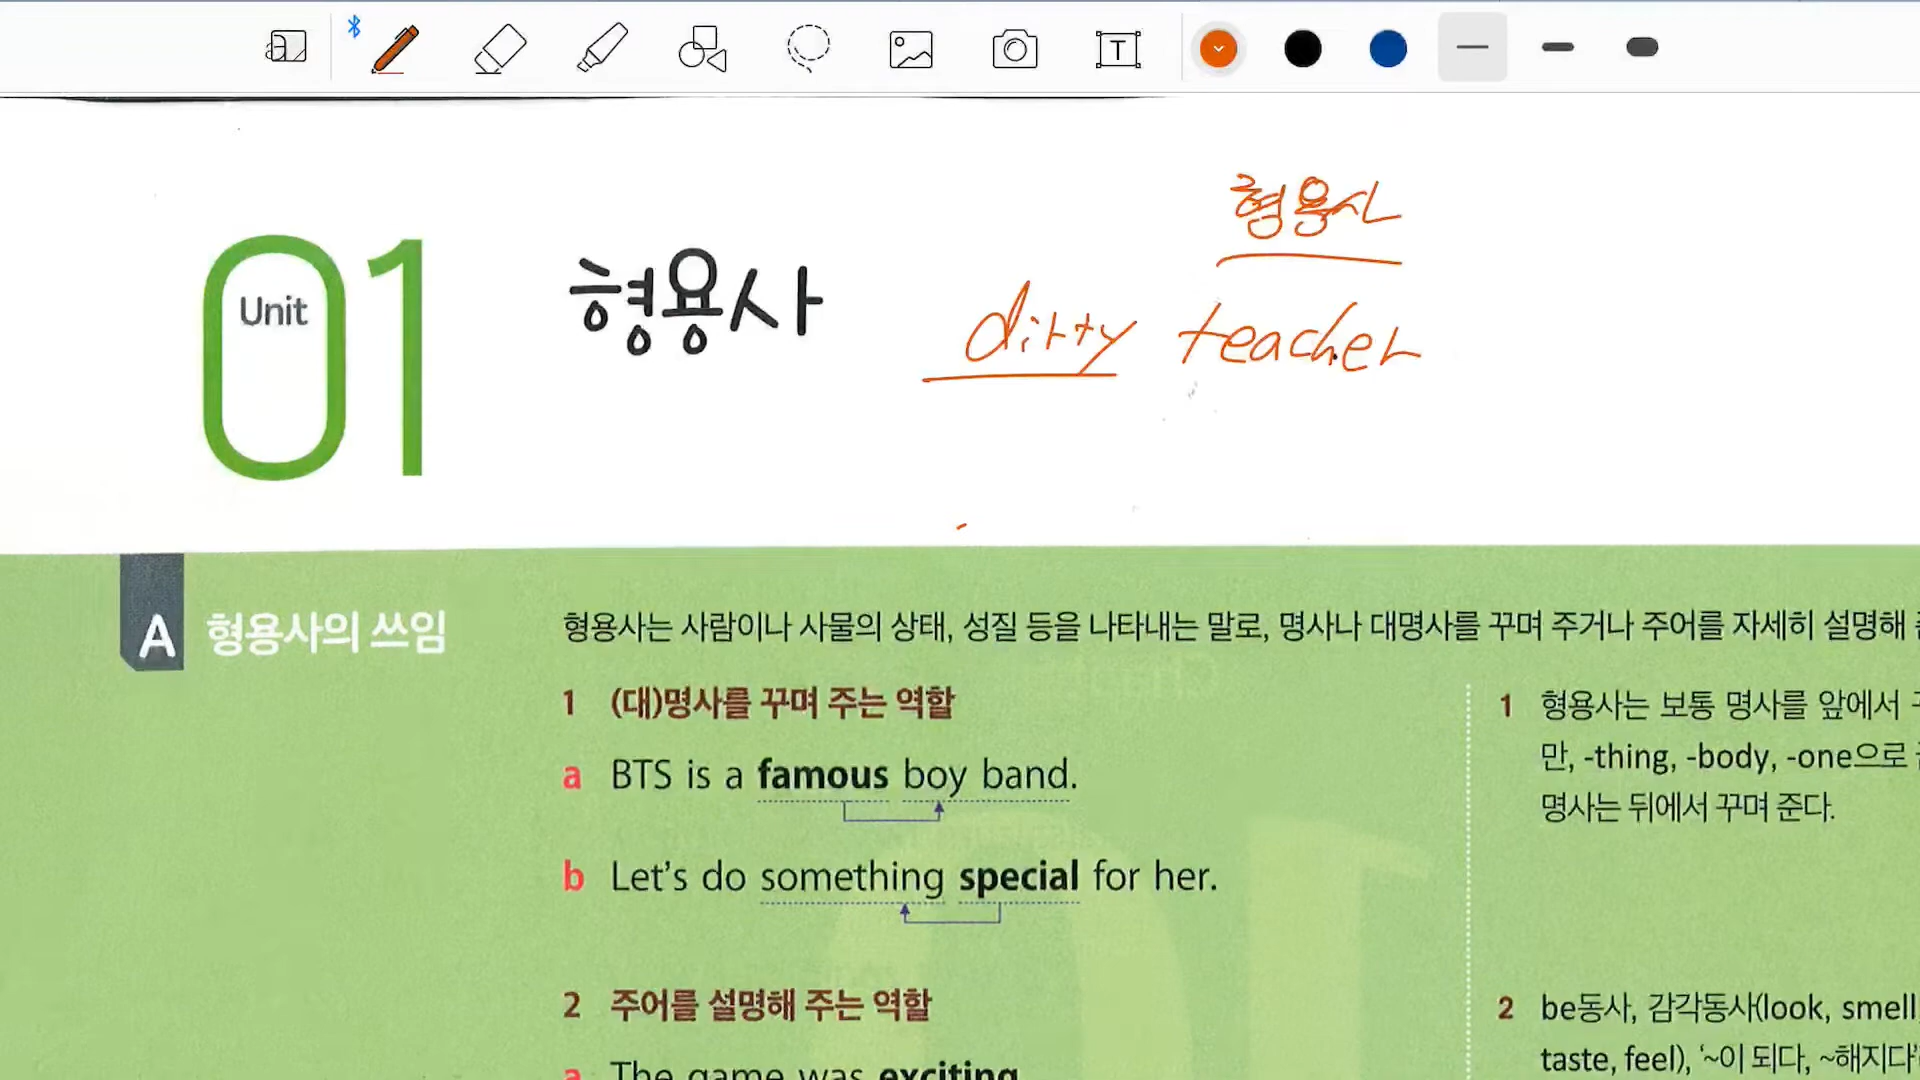 형용사
Unit
01
형용사
dirty teacher
A 형용사의 쓰임
형용사는 사람이나 사물의 상태, 성질 등을 나타내는 말로, 명사나 대명사를 꾸며 주거나 주어를 자세히 설명해
1 (대)명사를 꾸며 주는 역할
a BTS is a famous boy band.
b Let's do something special for her.
2 주어를 설명해 주는 역할
a The game was exciting.
1 형용사는 보통 명사를 앞에서
만, -thing, -body, -one으로
명사는 뒤에서 꾸며 준다.
2 be동사, 감각동사(look, smell,
taste, feel), '~이 되다, ~해지다'